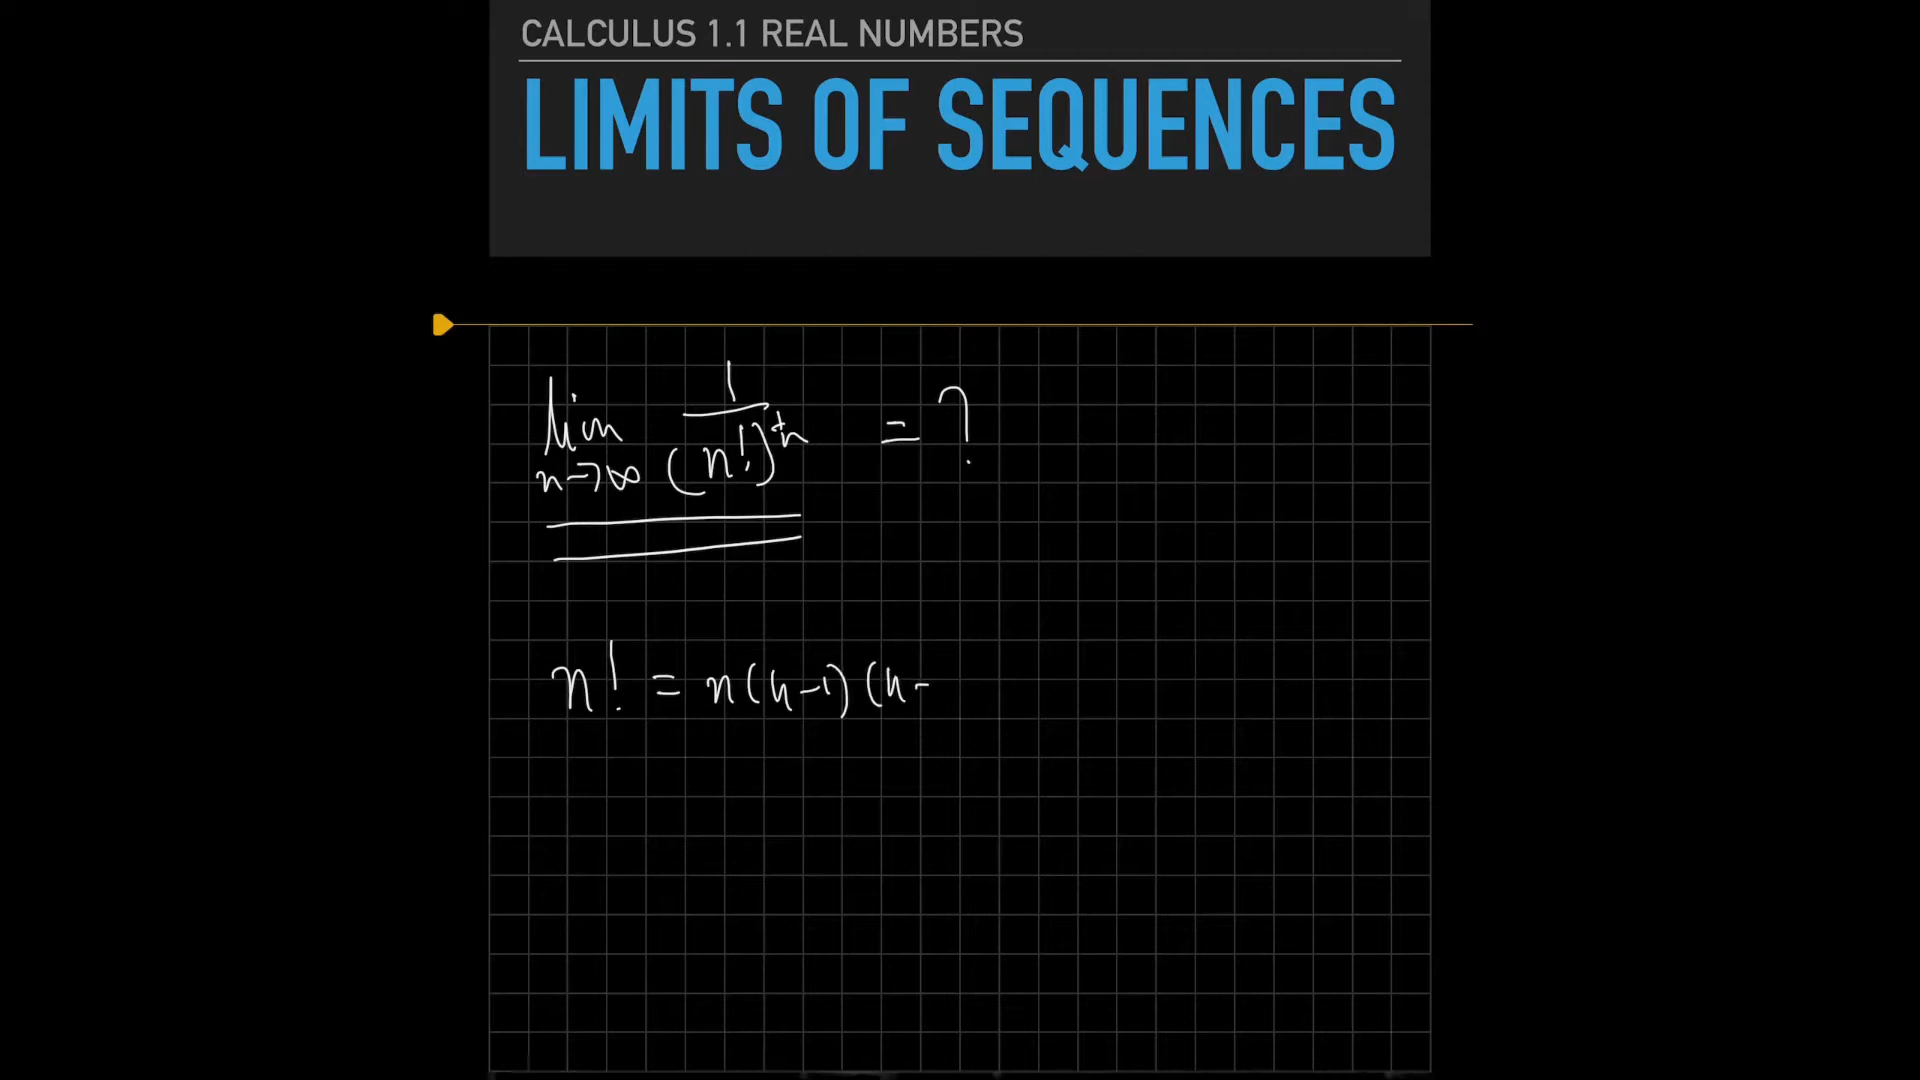 CALCULUS 1.1 REAL NUMBERS
LIMITS OF SEQUENCES
lim n→∞ 1/(n!)^{1/n} = ?
n! = n(n-1)(n-